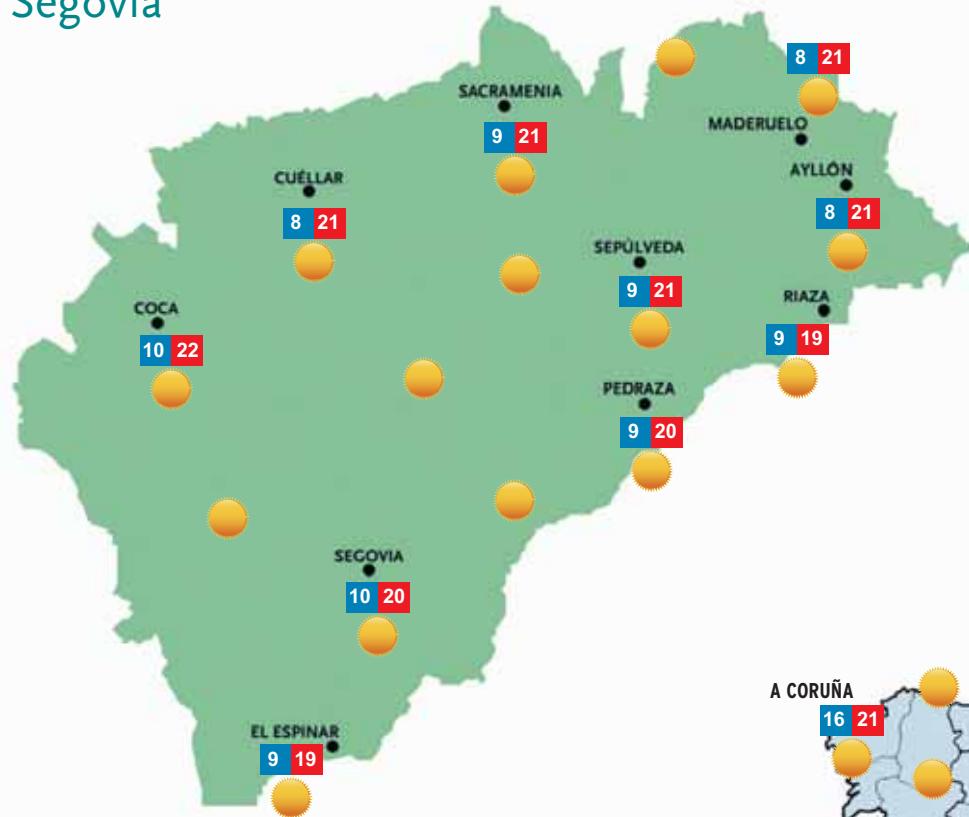 Segovia
8 21
SACRAMENIA
9 21
MADERUELO
AYLLÓN
8 21
CUÉLLAR
8 21
SEPÚLVEDA
9 21
COCA
10 22
RIAZA
9 19
PEDRAZA
9 20
SEGOVIA
10 20
EL ESPINAR
9 19
A CORUÑA
16 21